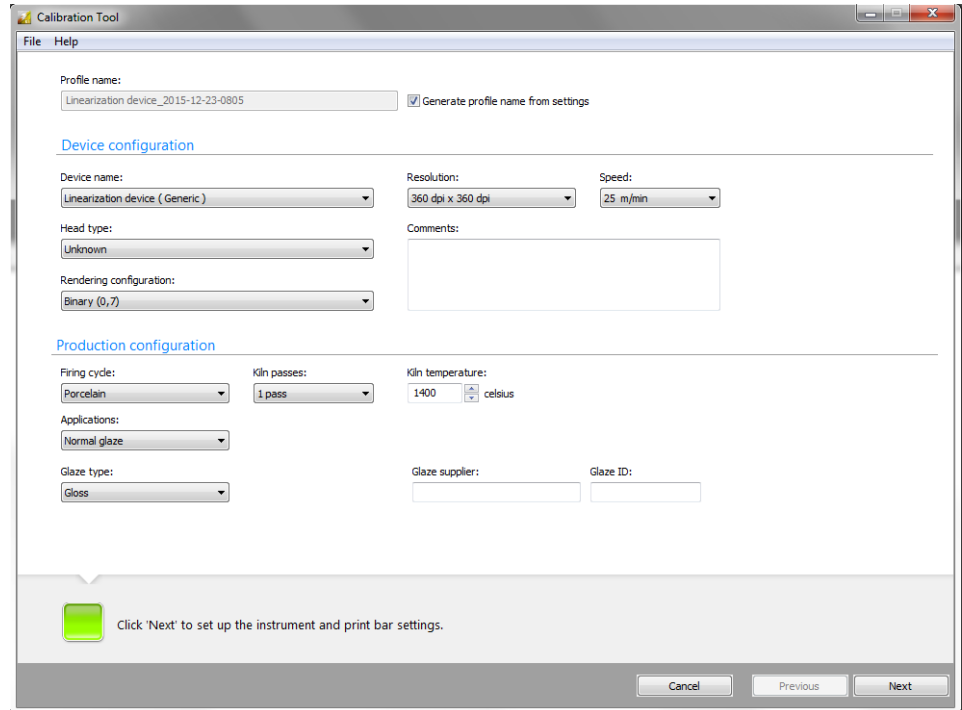 Calibration Tool
File Help
Profile name:
Linearization device_2015-12-23-0805
Generate profile name from settings
Device configuration
Device name: Resolution: Speed:
Linearization device ( Generic ) 360 dpi x 360 dpi 25 m/min
Head type: Comments:
Unknown
Rendering configuration:
Binary (0,7)
Production configuration
Firing cycle: Kiln passes: Kiln temperature:
Porcelain 1 pass 1400 celsius
Applications:
Normal glaze
Glaze type: Glaze supplier: Glaze ID:
Gloss
Click 'Next' to set up the instrument and print bar settings.
Cancel Previous Next